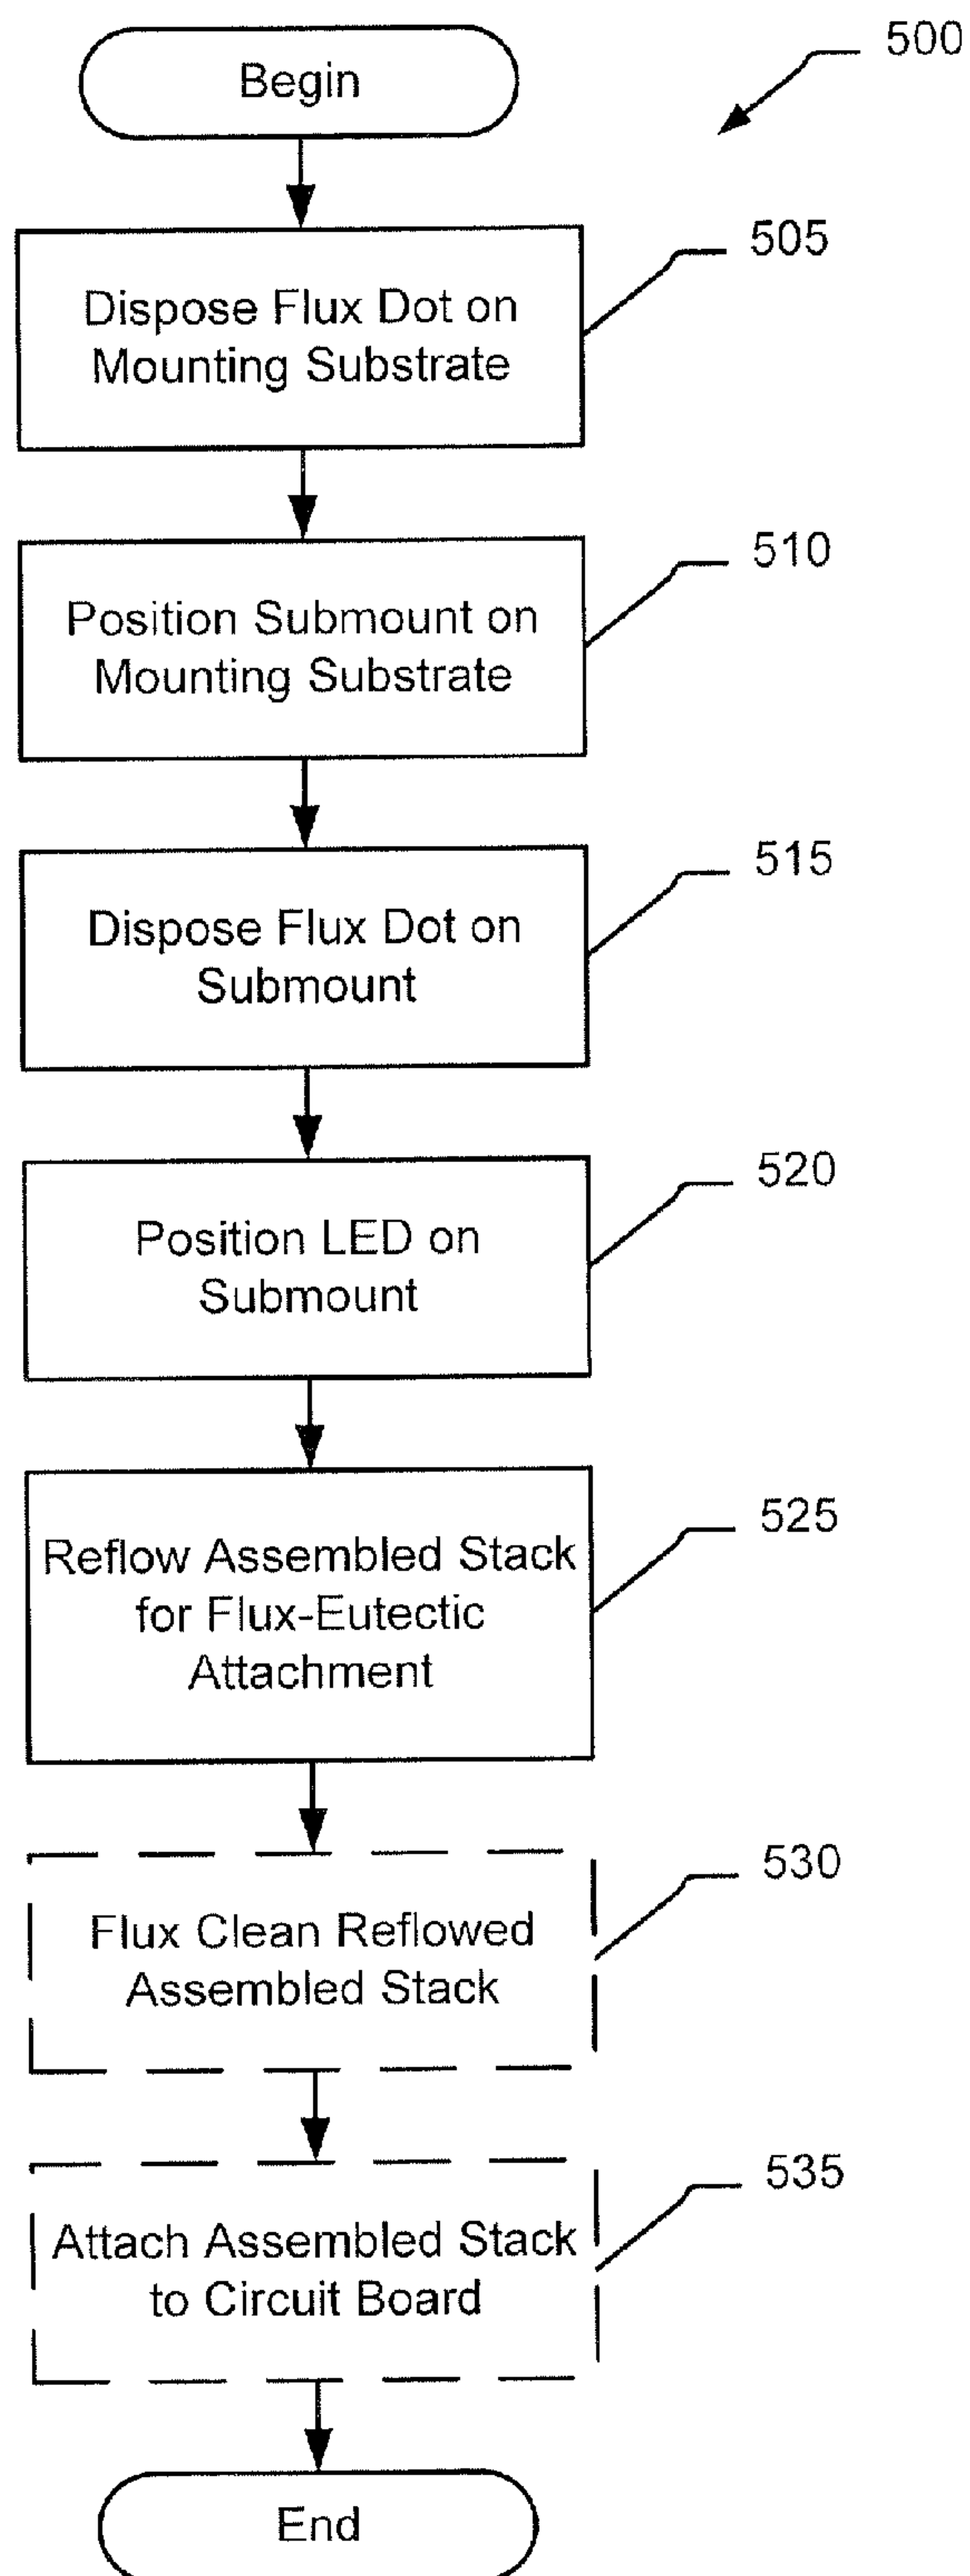 500
Begin
505
Dispose Flux Dot on
Mounting Substrate
510
Position Submount on
Mounting Substrate
515
Dispose Flux Dot on
Submount
520
Position LED on
Submount
525
Reflow Assembled Stack
for Flux-Eutectic
Attachment
530
Flux Clean Reflowed
Assembled Stack
535
Attach Assembled Stack
to Circuit Board
End